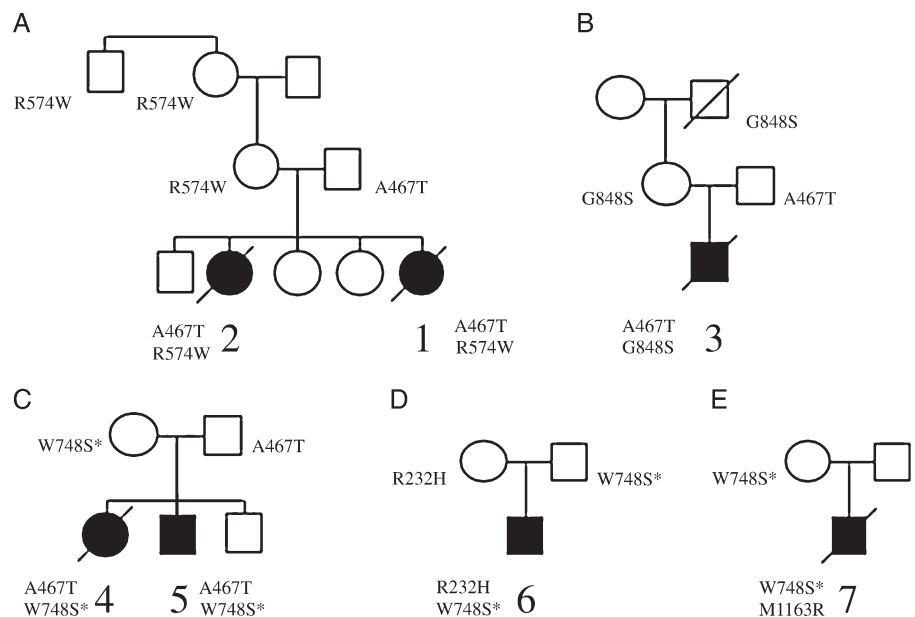 A
R574W
R574W
R574W
A467T
A467T
R574W
2
1
A467T
R574W
B
G848S
G848S
A467T
A467T
G848S
3
C
W748S*
A467T
A467T
W748S*
4
5
A467T
W748S*
D
R232H
W748S*
R232H
W748S*
6
E
W748S*
W748S*
M1163R
7